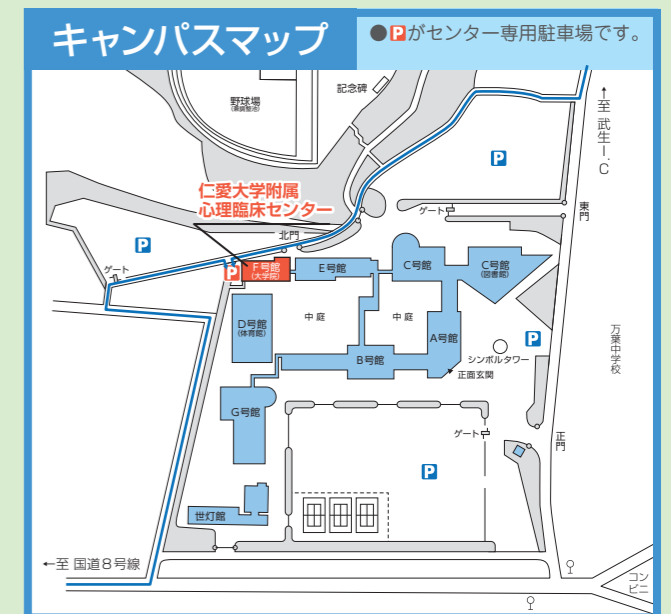 キャンパスマップ
●Pがセンター専用駐車場です。
記念碑
野球場
(兼調整池)
←至 武生I.C
P
仁愛大学附属
心理臨床センター
ゲート
東門
北門
P
ゲート
P
F号館
(大学院)
E号館
C号館
C号館
(図書館)
D号館
(体育館)
中庭
中庭
A号館
P
万葉中学校
B号館
シンボルタワー
正面玄関
G号館
ゲート
正門
P
世灯館
←至 国道8号線
コン
ビニ